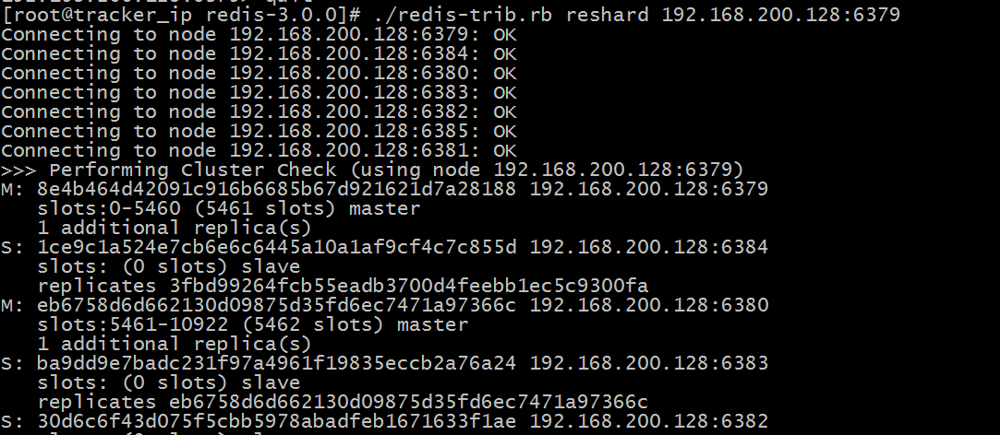 [root@tracker_ip redis-3.0.0]# ./redis-trib.rb reshard 192.168.200.128:6379
Connecting to node 192.168.200.128:6379: OK
Connecting to node 192.168.200.128:6384: OK
Connecting to node 192.168.200.128:6380: OK
Connecting to node 192.168.200.128:6383: OK
Connecting to node 192.168.200.128:6382: OK
Connecting to node 192.168.200.128:6385: OK
Connecting to node 192.168.200.128:6381: OK
>>> Performing Cluster Check (using node 192.168.200.128:6379)
M: 8e4b464d42091c916b6685b67d921621d7a28188 192.168.200.128:6379
   slots:0-5460 (5461 slots) master
   1 additional replica(s)
S: 1ce9c1a524e7cb6e6c6445a10a1af9cf4c7c855d 192.168.200.128:6384
   slots: (0 slots) slave
   replicates 3fbd99264fcb55eadb3700d4feebb1ec5c9300fa
M: eb6758d6d662130d09875d35fd6ec7471a97366c 192.168.200.128:6380
   slots:5461-10922 (5462 slots) master
   1 additional replica(s)
S: ba9dd9e7badc231f97a4961f19835eccb2a76a24 192.168.200.128:6383
   slots: (0 slots) slave
   replicates eb6758d6d662130d09875d35fd6ec7471a97366c
S: 30d6c6f43d075f5cbb5978abadfeb1671633f1ae 192.168.200.128:6382